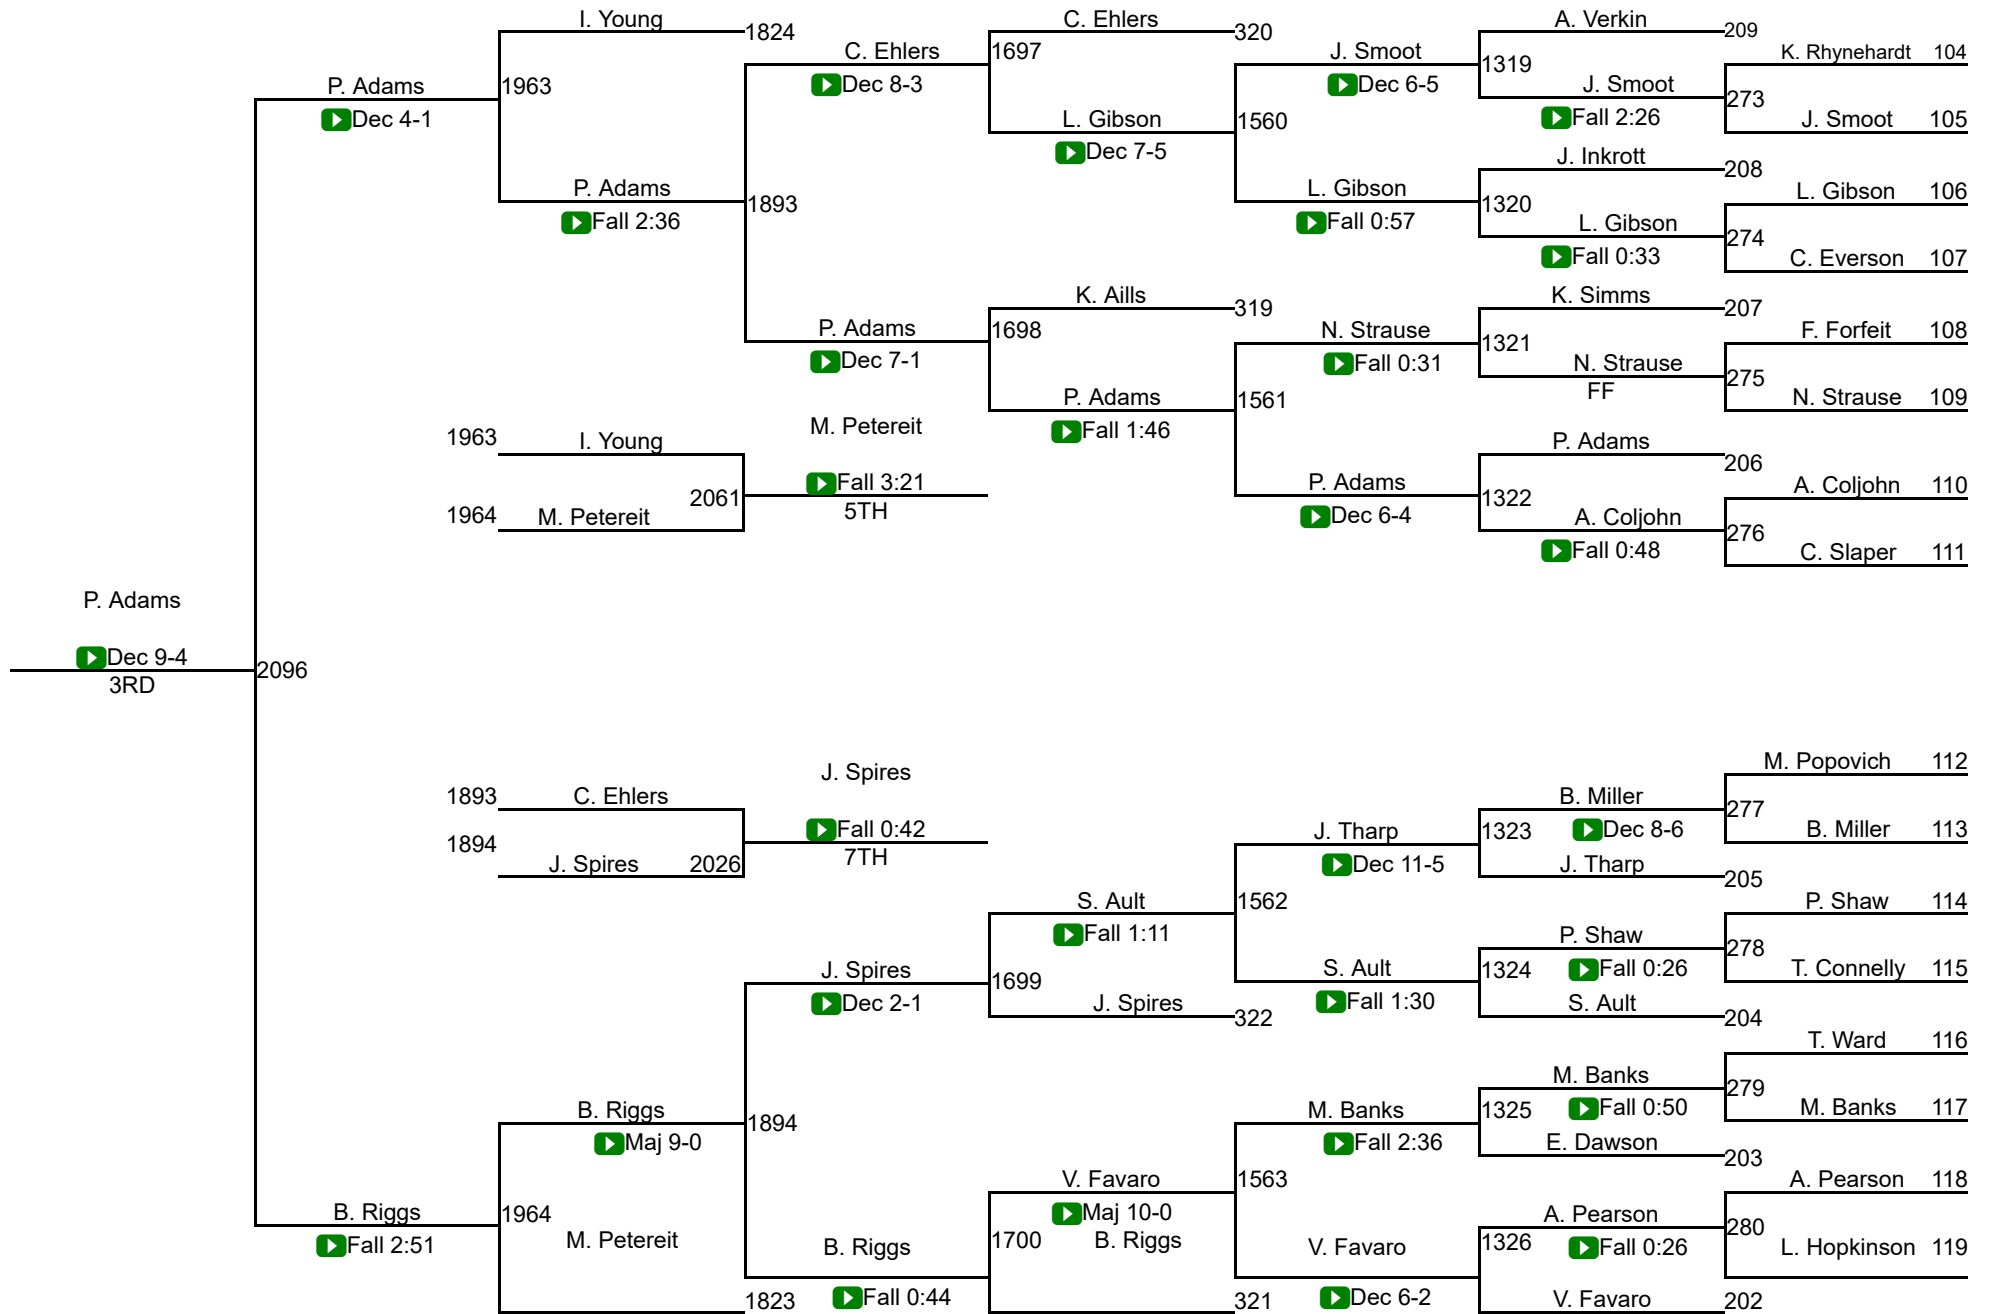 I. Young
1824
C. Ehlers
320
A. Verkin
209
K. Rhynehardt 104
C. Ehlers
Dec 8-3
1697
J. Smoot
Dec 6-5
1319
J. Smoot
Fall 2:26
273
J. Smoot 105
P. Adams
Dec 4-1
1963
L. Gibson
Dec 7-5
1560
J. Inkrott
208
L. Gibson 106
P. Adams
Fall 2:36
1893
L. Gibson
Fall 0:57
1320
L. Gibson
Fall 0:33
274
C. Everson 107
K. Aills
319
K. Simms
207
F. Forfeit 108
P. Adams
Dec 7-1
1698
N. Strause
Fall 0:31
1321
N. Strause
FF
275
N. Strause 109
P. Adams
Fall 1:46
1561
P. Adams
206
A. Coljohn 110
1963
I. Young
M. Petereit
Fall 3:21
5TH
2061
1964
M. Petereit
P. Adams
Dec 6-4
1322
A. Coljohn
Fall 0:48
276
C. Slaper 111
P. Adams
Dec 9-4
3RD
2096
M. Popovich 112
1893
C. Ehlers
J. Spires
Fall 0:42
7TH
1894
J. Spires
2026
B. Miller
Dec 8-6
277
B. Miller 113
J. Tharp
Dec 11-5
1323
J. Tharp
205
P. Shaw 114
S. Ault
Fall 1:11
1562
P. Shaw
Fall 0:26
278
T. Connelly 115
J. Spires
Dec 2-1
1699
S. Ault
Fall 1:30
1324
S. Ault
204
J. Spires
322
T. Ward 116
M. Banks
Fall 0:50
279
M. Banks 117
B. Riggs
Maj 9-0
1894
M. Banks
Fall 2:36
1325
E. Dawson
203
V. Favaro
Maj 10-0
1563
A. Pearson 118
B. Riggs
Fall 2:51
1964
A. Pearson
Fall 0:26
280
L. Hopkinson 119
M. Petereit
1823
B. Riggs
Fall 0:44
1700
B. Riggs
321
V. Favaro
Dec 6-2
1326
V. Favaro
202